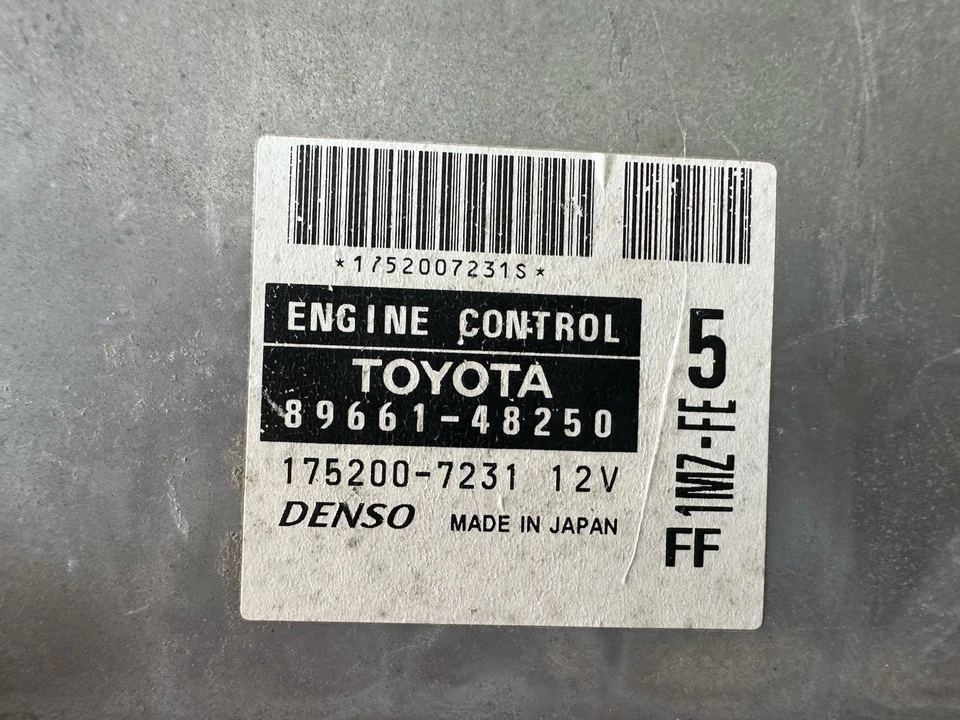 *1752007231S*
ENGINE CONTROL
TOYOTA
89661-48250
175200-7231 12V
DENSO MADE IN JAPAN
5
1MZ-FE
FF